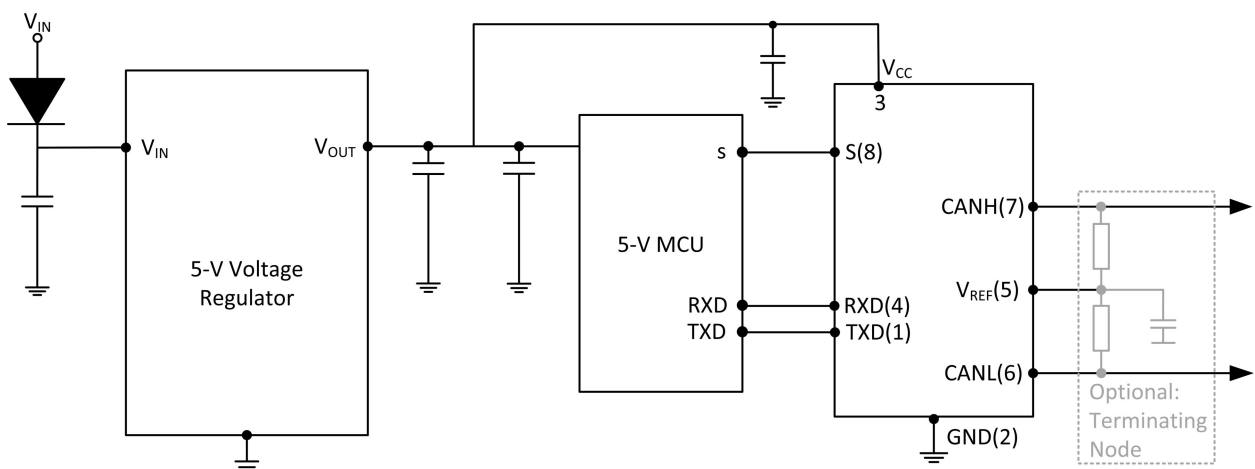 VIN
VCC
3
VIN
VOUT
s
S(8)
CANH(7)
5-V MCU
5-V Voltage
Regulator
VREF(5)
RXD
RXD(4)
TXD
TXD(1)
CANL(6)
Optional:
Terminating
Node
GND(2)